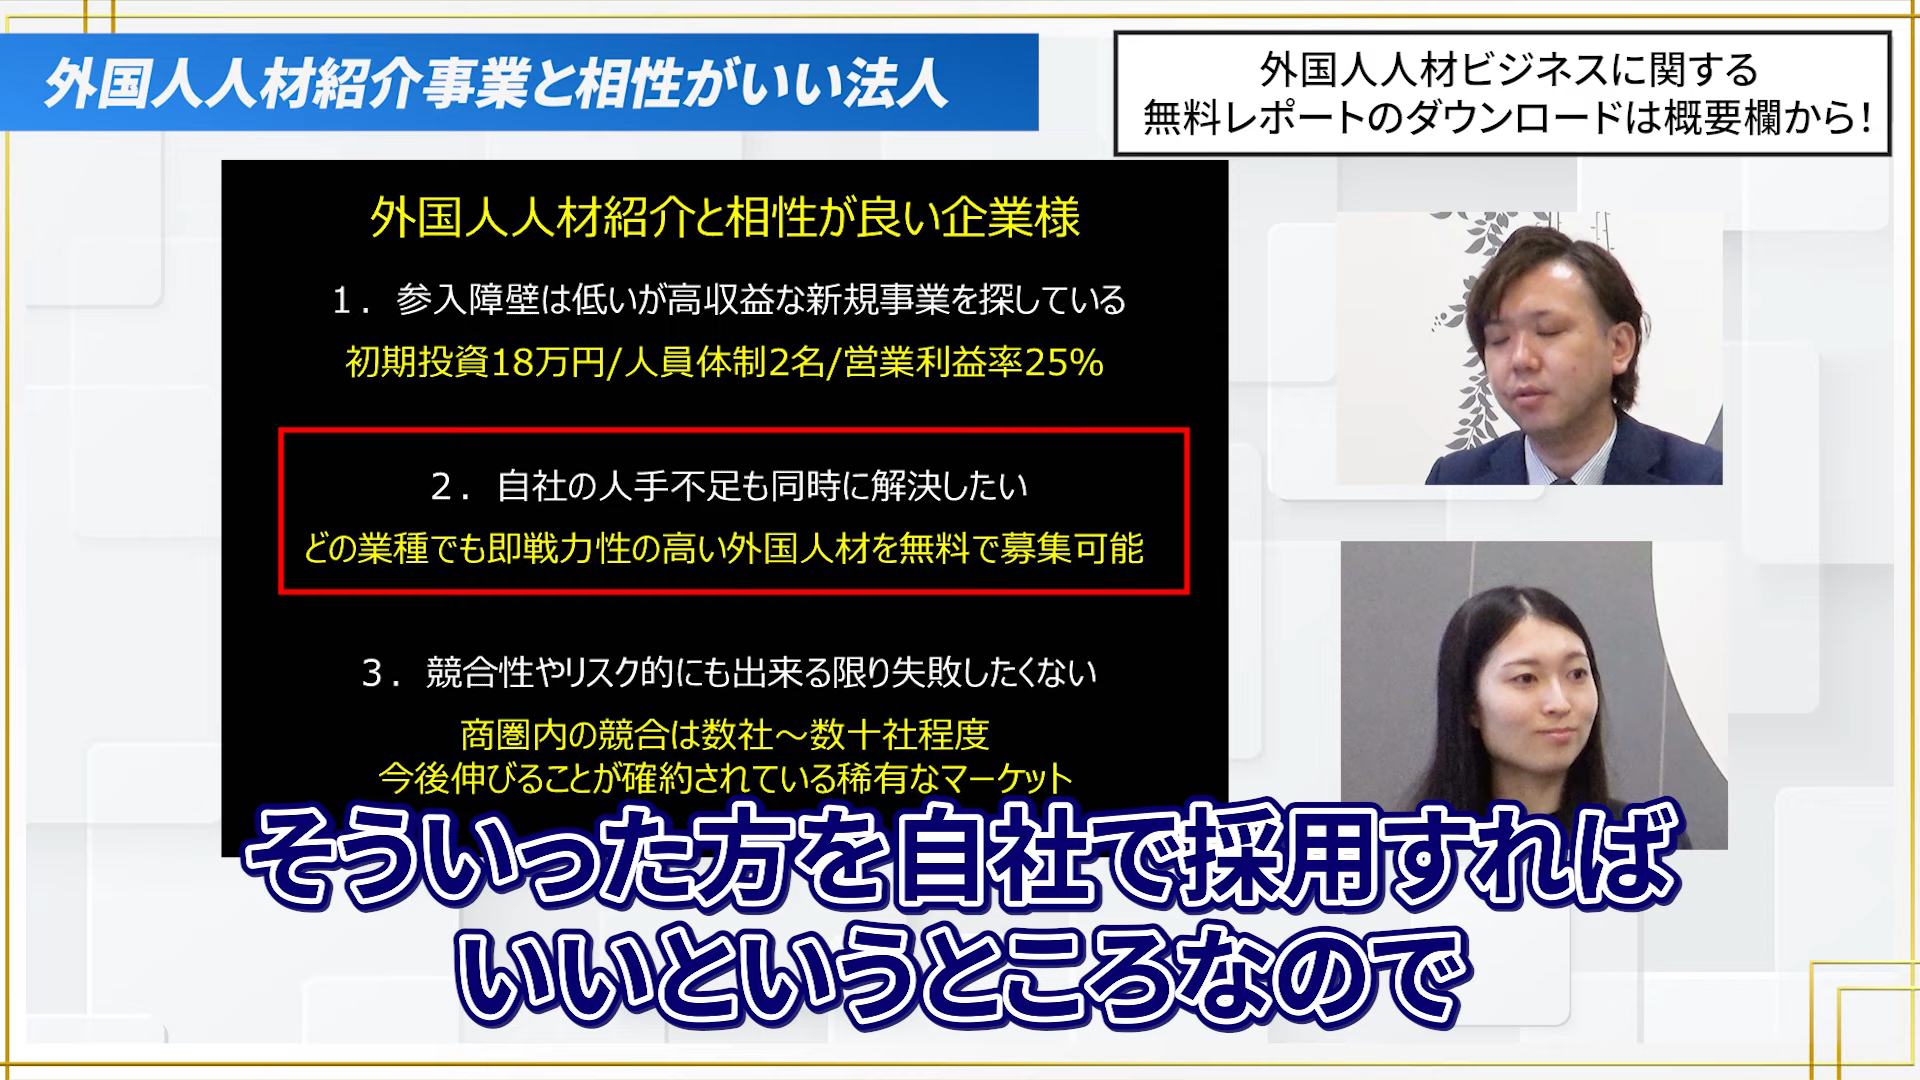 外国人人材紹介事業と相性がいい法人
外国人人材ビジネスに関する
無料レポートのダウンロードは概要欄から!
外国人人材紹介と相性が良い企業様
1．参入障壁は低いが高収益な新規事業を探している
初期投資18万円/人員体制2名/営業利益率25%
2．自社の人手不足も同時に解決したい
どの業種でも即戦力性の高い外国人材を無料で募集可能
3．競合性やリスク的にも出来る限り失敗したくない
商圏内の競合は数社～数十社程度
今後伸びることが確約されている稀有なマーケット
そういった方を自社で採用すれば
いいというところなので